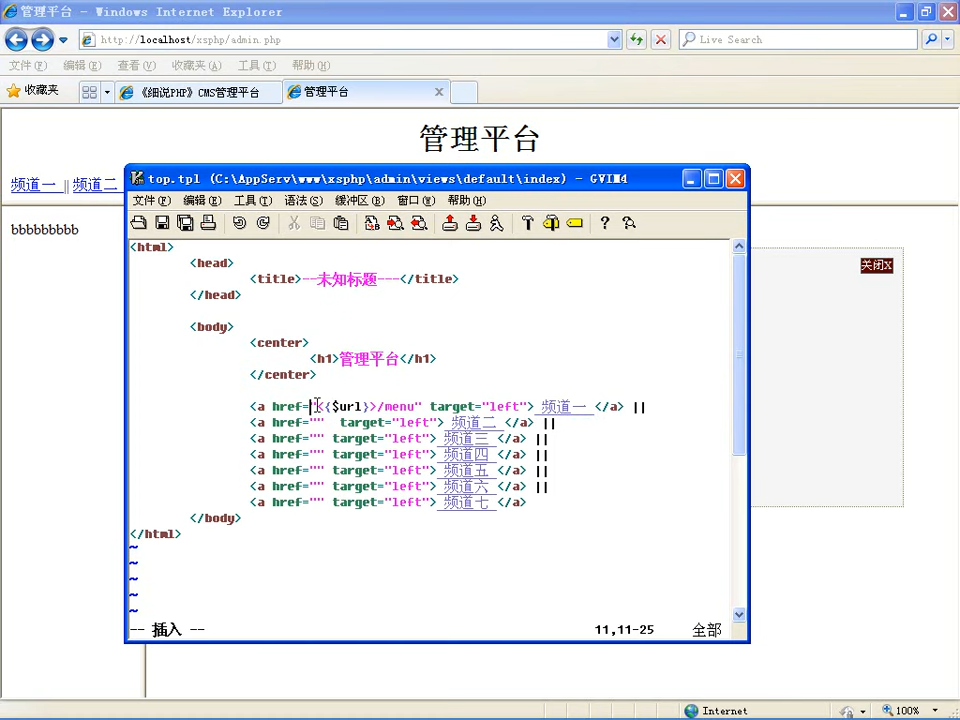 管理平台 - Windows Internet Explorer
http://localhost/xsphp/admin.php
Live Search
文件(F) 编辑(E) 查看(V) 收藏夹(A) 工具(T) 帮助(H)
收藏夹
《细说PHP》CMS管理平台
管理平台
管理平台
频道一 || 频道二
bbbbbbbbb
关闭X
top.tpl (C:\AppServ\www\xsphp\admin\views\default\index) - GVIM4
文件(F) 编辑(E) 工具(T) 语法(S) 缓冲区(B) 窗口(W) 帮助(H)
<html>
<head>
<title>--未知标题---</title>
</head>
<body>
<center>
<h1>管理平台</h1>
</center>
<a href="<{$url}>/menu" target="left"> 频道一 </a> ||
<a href="" target="left"> 频道二 </a> ||
<a href="" target="left"> 频道三 </a> ||
<a href="" target="left"> 频道四 </a> ||
<a href="" target="left"> 频道五 </a> ||
<a href="" target="left"> 频道六 </a> ||
<a href="" target="left"> 频道七 </a>
</body>
</html>
~
~
~
~
~
-- 插入 -- 11,11-25 全部
Internet 100%